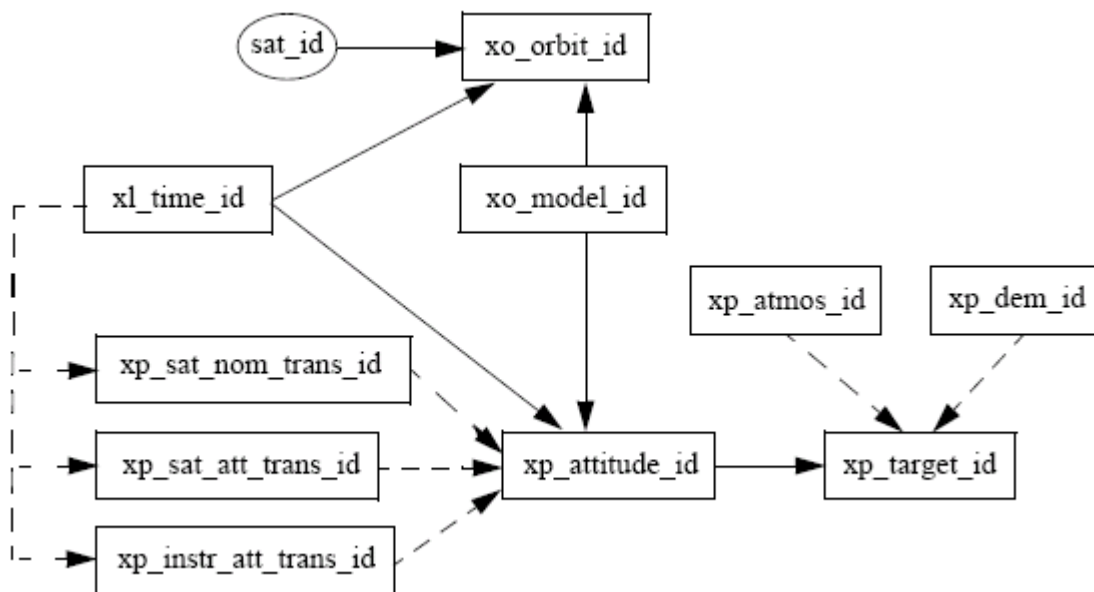 sat_id
xo_orbit_id
xl_time_id
xo_model_id
xp_atmos_id
xp_dem_id
xp_sat_nom_trans_id
xp_sat_att_trans_id
xp_attitude_id
xp_target_id
xp_instr_att_trans_id